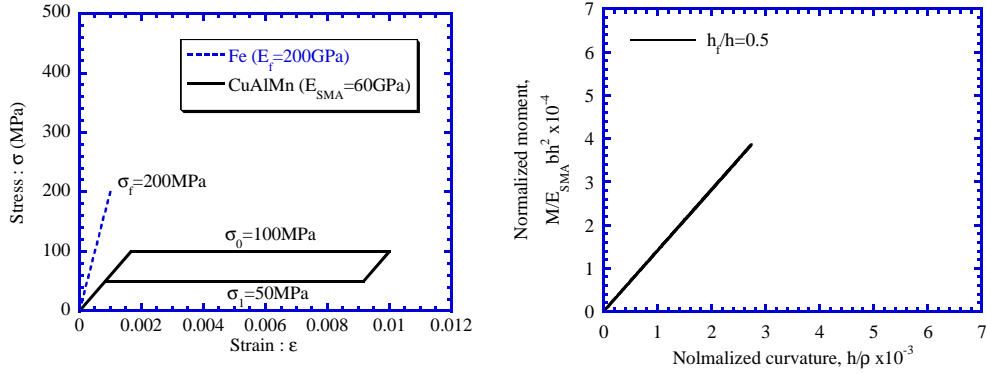 500
400
300
200
100
0
Stress : σ (MPa)
Fe (E_f=200GPa)
CuAlMn (E_SMA=60GPa)
σ_f=200MPa
σ_0=100MPa
σ_1=50MPa
0
0.002
0.004
0.006
0.008
0.01
0.012
Strain : ε
7
6
5
4
3
2
1
0
Normalized moment,
M/E_SMA bh² x10⁻⁴
h_f/h=0.5
0
1
2
3
4
5
6
7
Nolmalized curvature, h/ρ x10⁻³